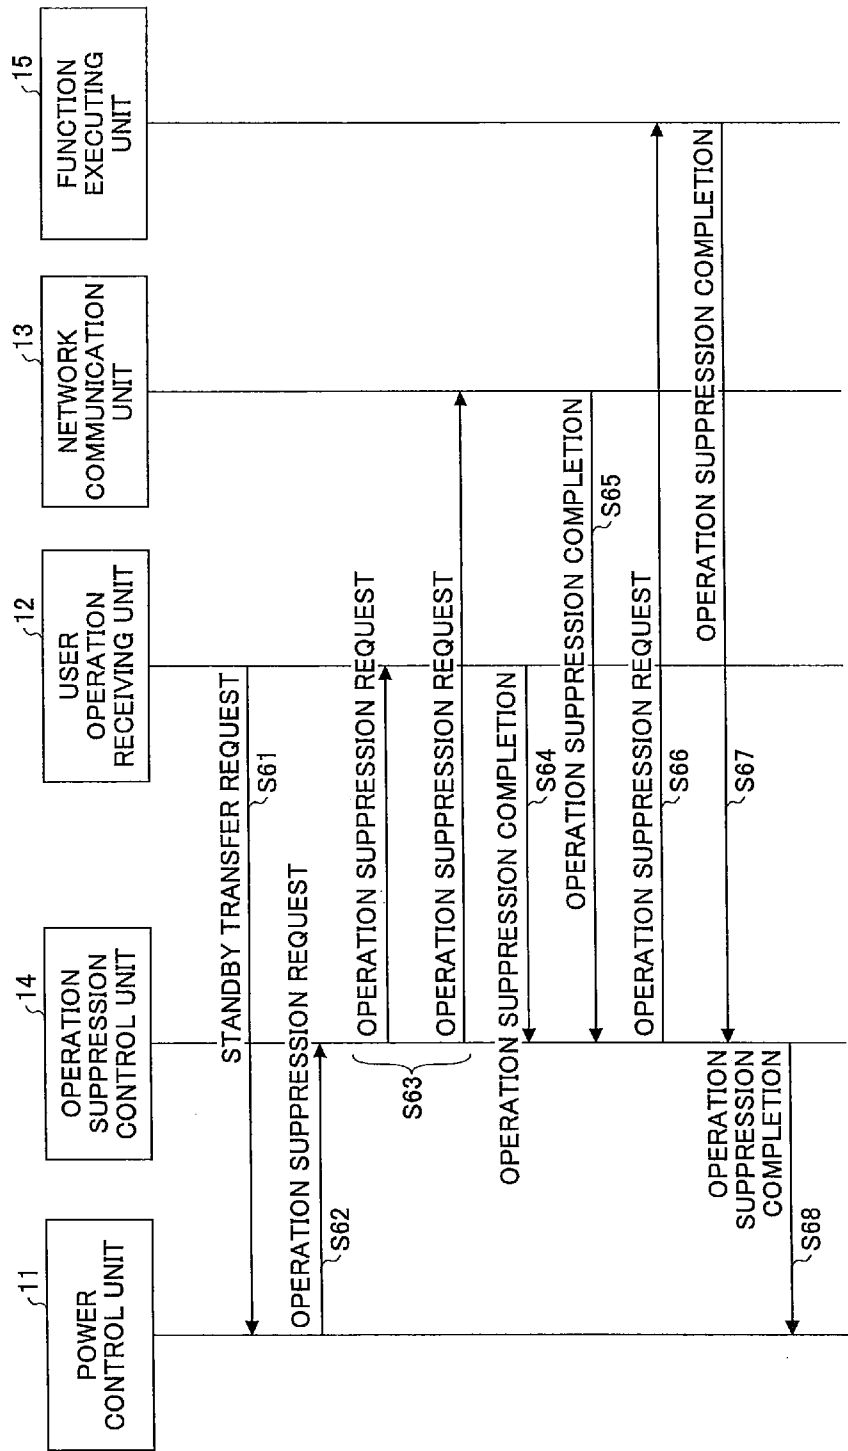 11
POWER
CONTROL UNIT
14
OPERATION
SUPPRESSION
CONTROL UNIT
12
USER
OPERATION
RECEIVING UNIT
13
NETWORK
COMMUNICATION
UNIT
15
FUNCTION
EXECUTING
UNIT
STANDBY TRANSFER REQUEST
S61
OPERATION SUPPRESSION REQUEST
S62
OPERATION SUPPRESSION REQUEST
S63
OPERATION SUPPRESSION REQUEST
OPERATION SUPPRESSION COMPLETION
S64
OPERATION SUPPRESSION COMPLETION
S65
OPERATION SUPPRESSION REQUEST
S66
OPERATION SUPPRESSION COMPLETION
S67
OPERATION
SUPPRESSION
COMPLETION
S68